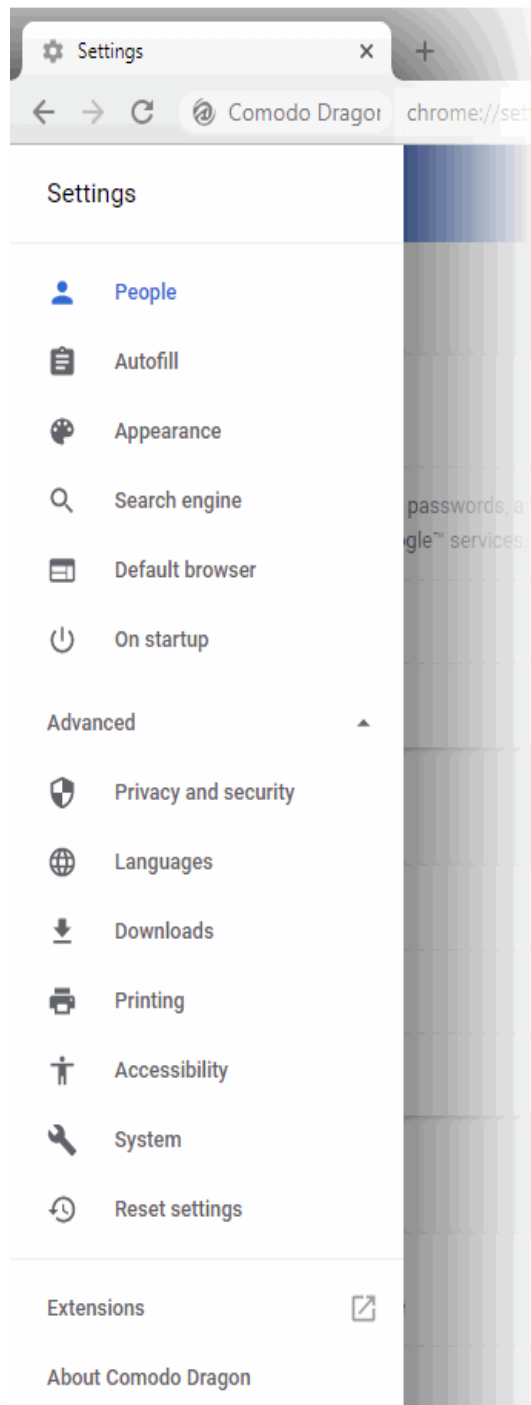 Settings
Comodo Dragon chrome://set
Settings
People
Autofill
Appearance
Search engine
passwords, a
Default browser
gle™ services.
On startup
Advanced
Privacy and security
Languages
Downloads
Printing
Accessibility
System
Reset settings
Extensions
About Comodo Dragon